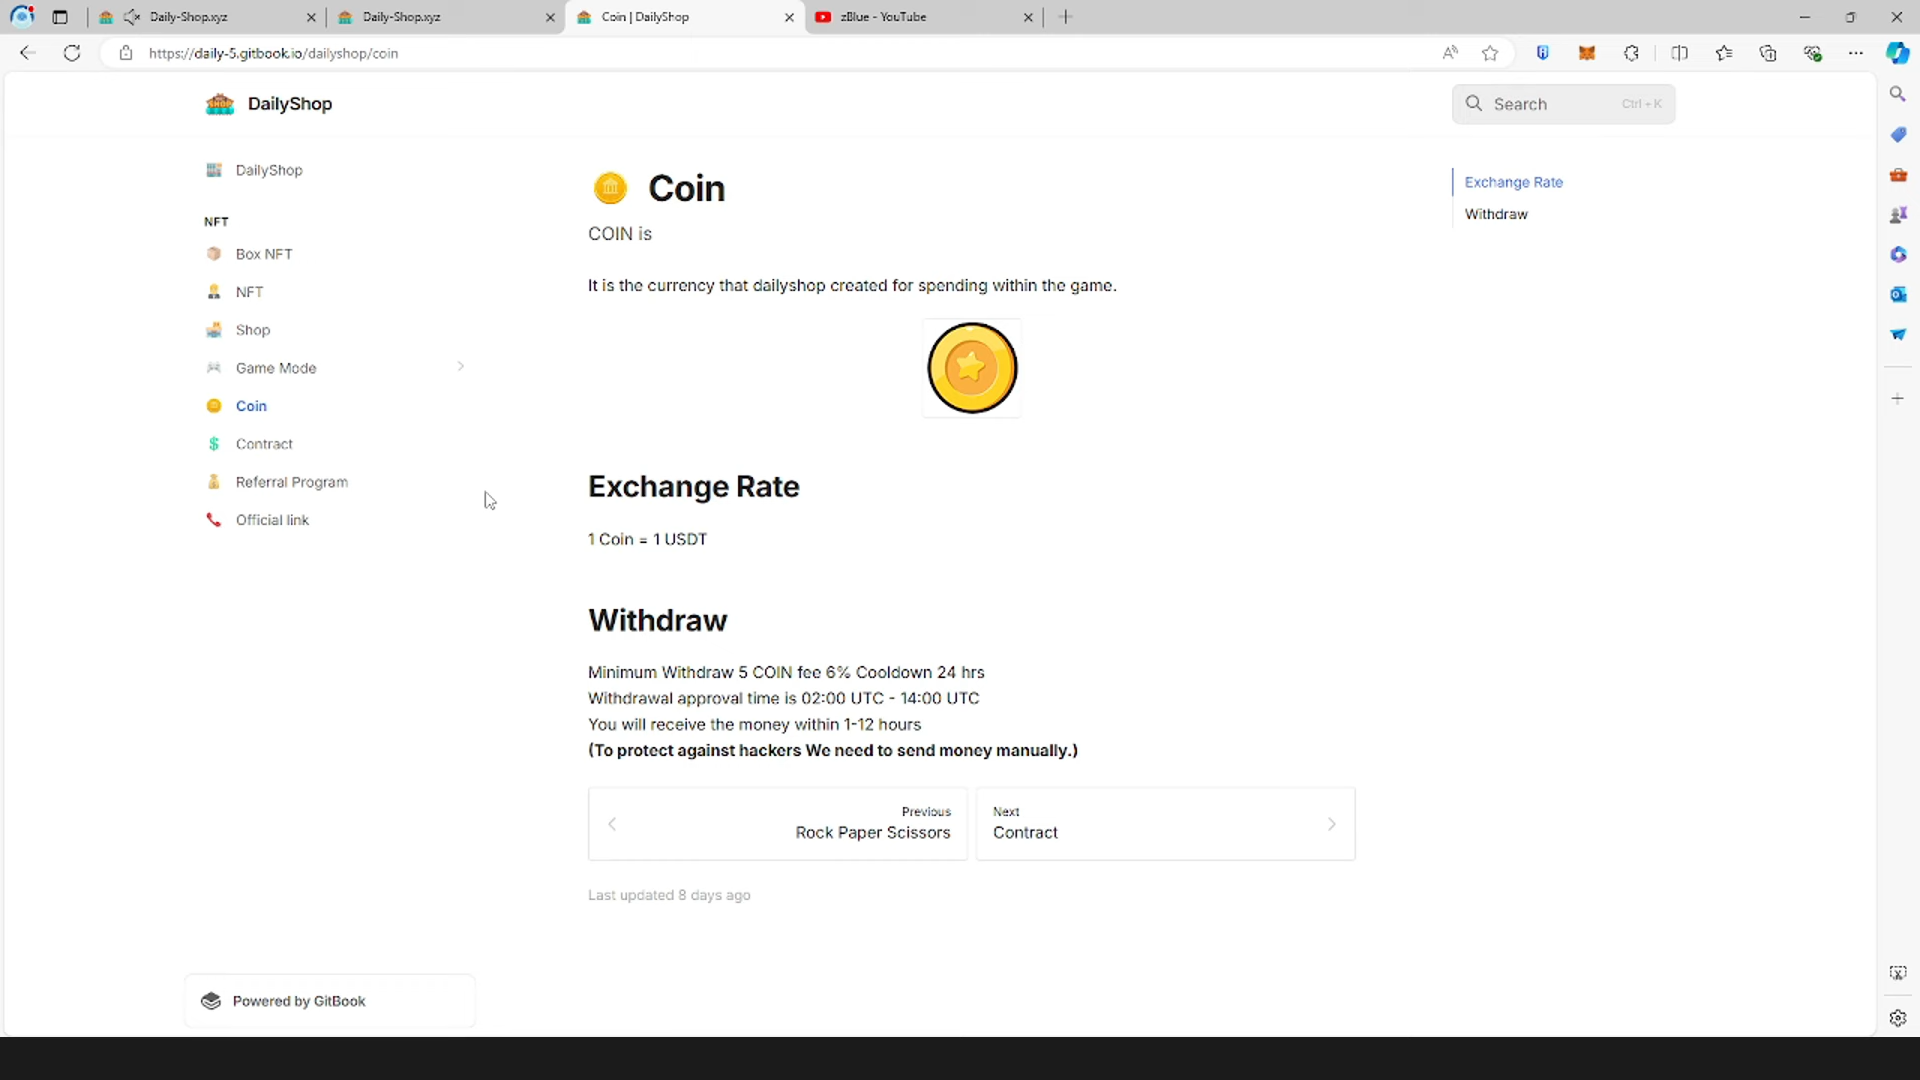 Daily-Shop.xyz
Daily-Shop.xyz
Coin | DailyShop
zBlue - YouTube
https://daily-5.gitbook.io/dailyshop/coin
DailyShop
Search
Ctrl + K
DailyShop
NFT
Box NFT
NFT
Shop
Game Mode
Coin
Contract
Referral Program
Official link
Powered by GitBook
Coin
COIN is
It is the currency that dailyshop created for spending within the game.
Exchange Rate
1 Coin = 1 USDT
Withdraw
Minimum Withdraw 5 COIN fee 6% Cooldown 24 hrs
Withdrawal approval time is 02:00 UTC - 14:00 UTC
You will receive the money within 1-12 hours
(To protect against hackers We need to send money manually.)
Previous
Rock Paper Scissors
Next
Contract
Last updated 8 days ago
Exchange Rate
Withdraw